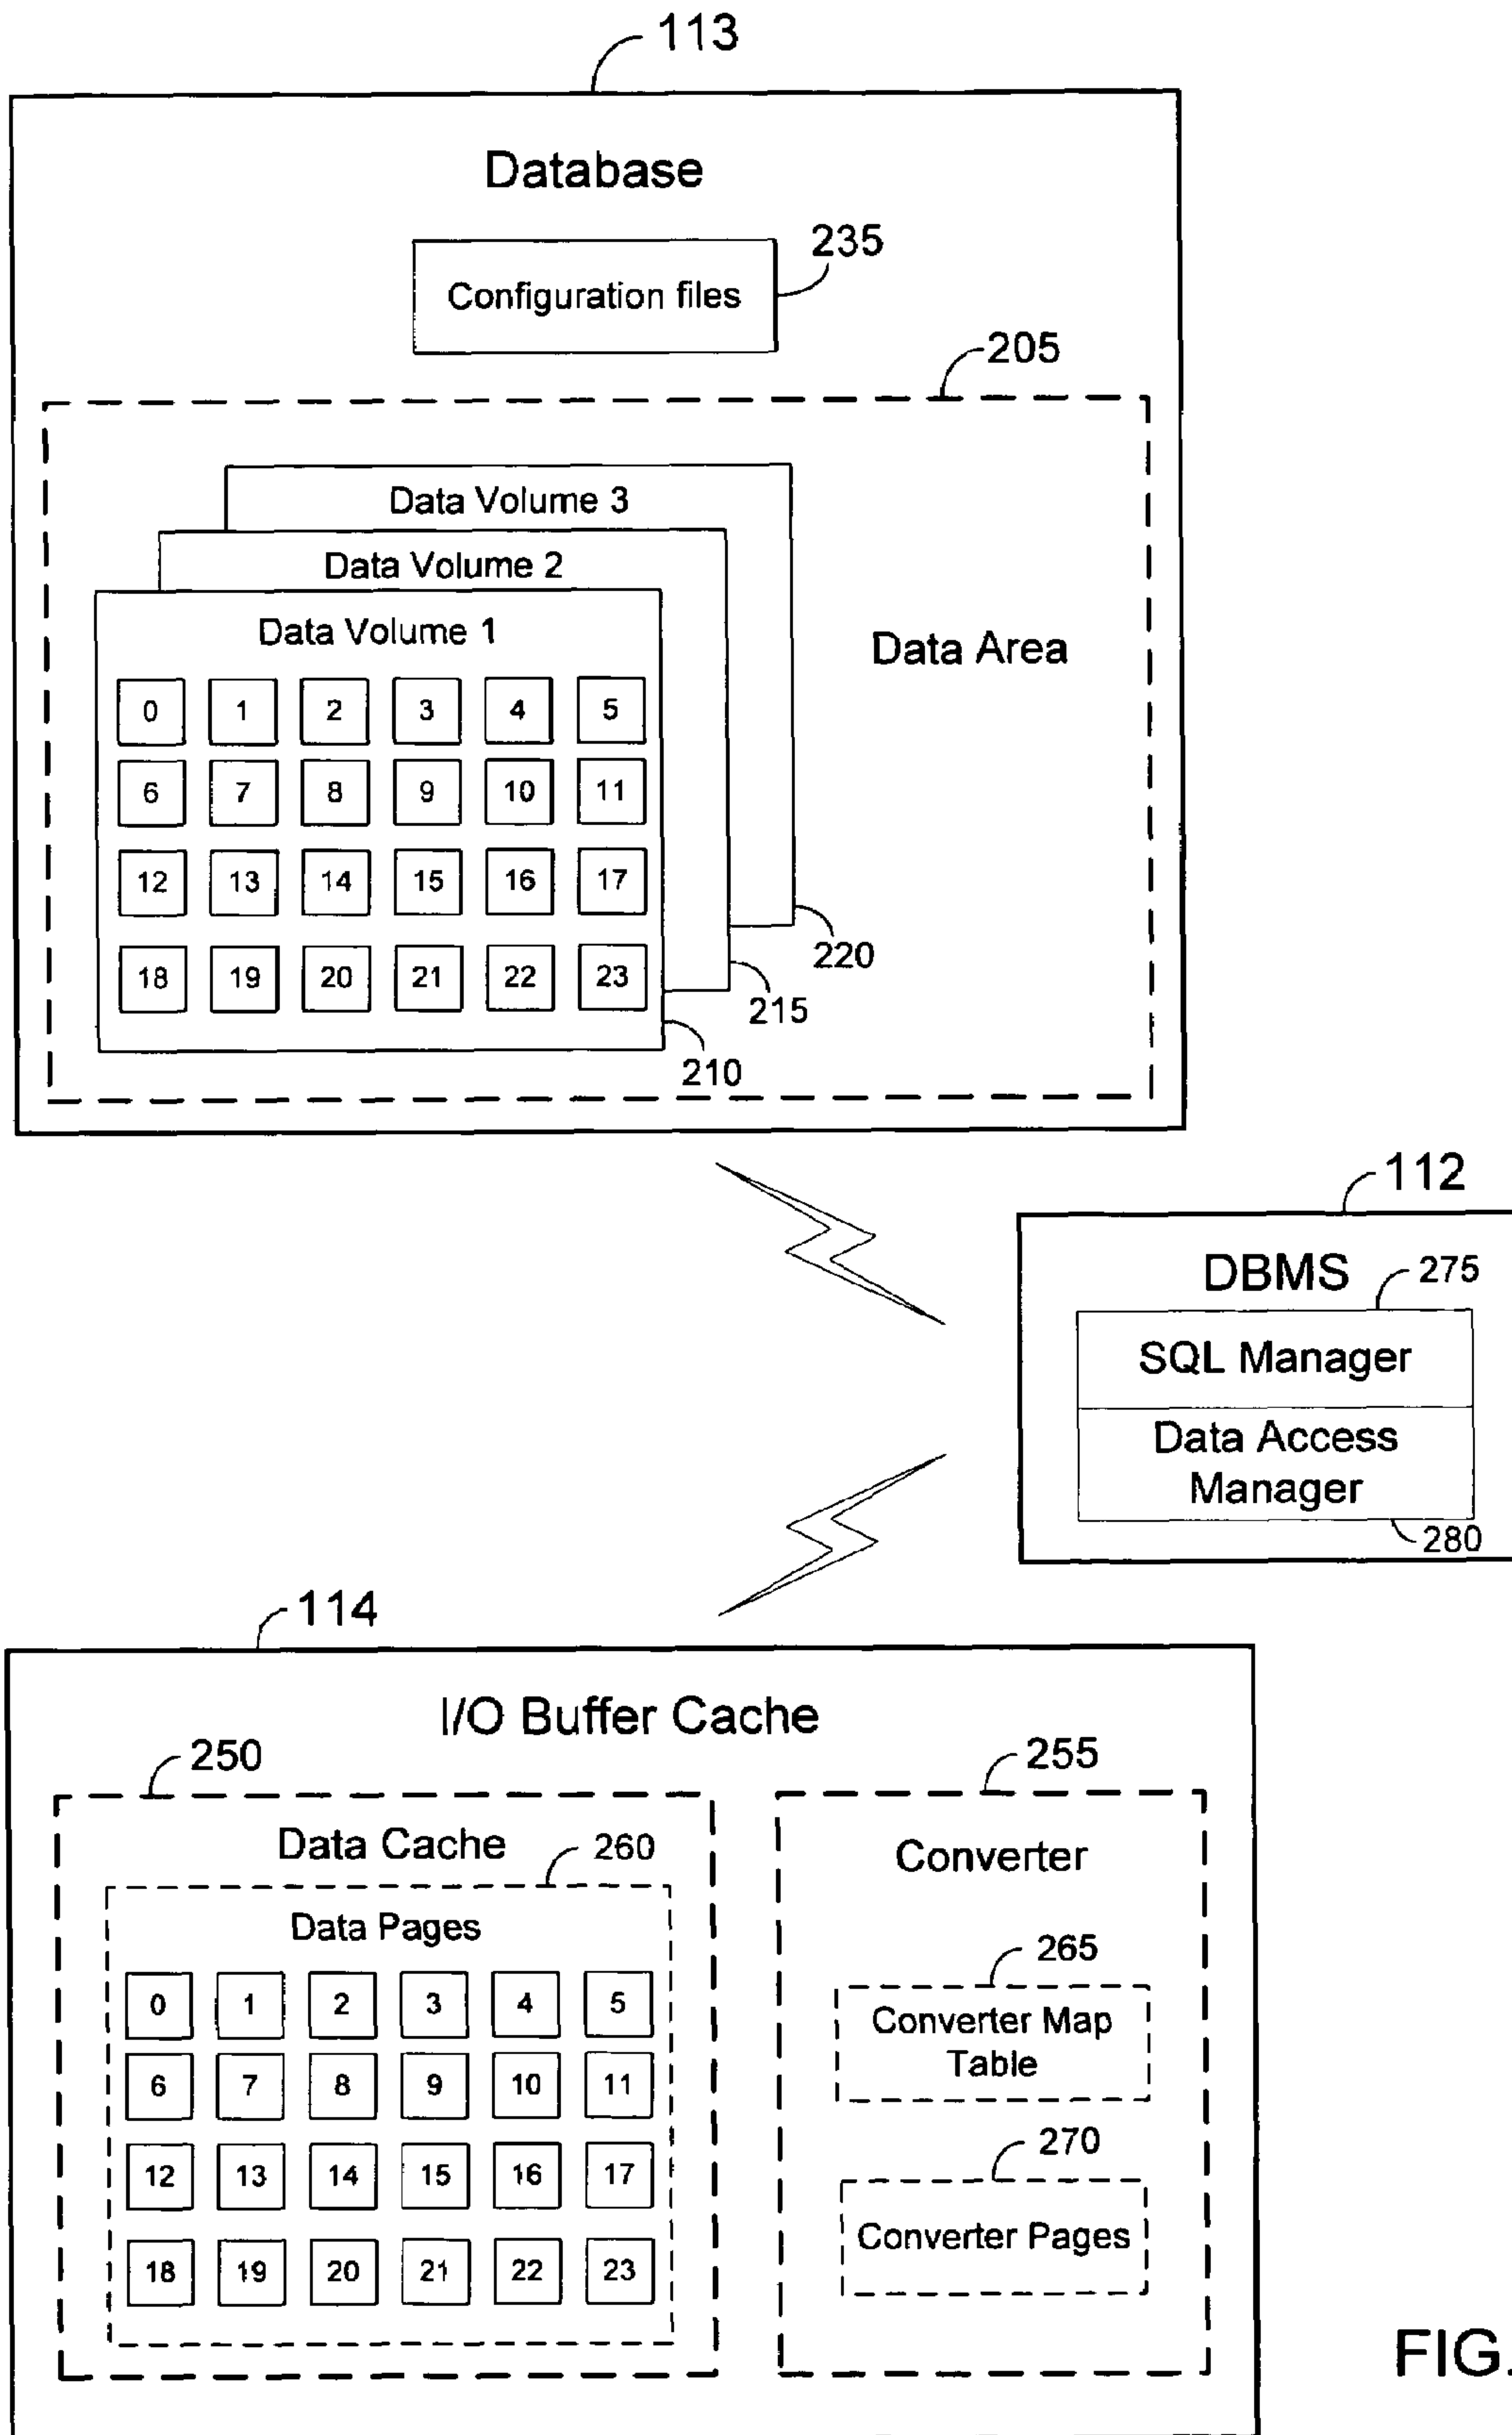 113
Database
235
Configuration files
205
Data Volume 3
Data Volume 2
Data Volume 1
Data Area
0 1 2 3 4 5
6 7 8 9 10 11
12 13 14 15 16 17
18 19 20 21 22 23
220
215
210
112
DBMS
275
SQL Manager
Data Access
Manager
280
114
I/O Buffer Cache
250
255
Data Cache
260
Converter
Data Pages
265
0 1 2 3 4 5
Converter Map
Table
6 7 8 9 10 11
270
12 13 14 15 16 17
Converter Pages
18 19 20 21 22 23
FIG.